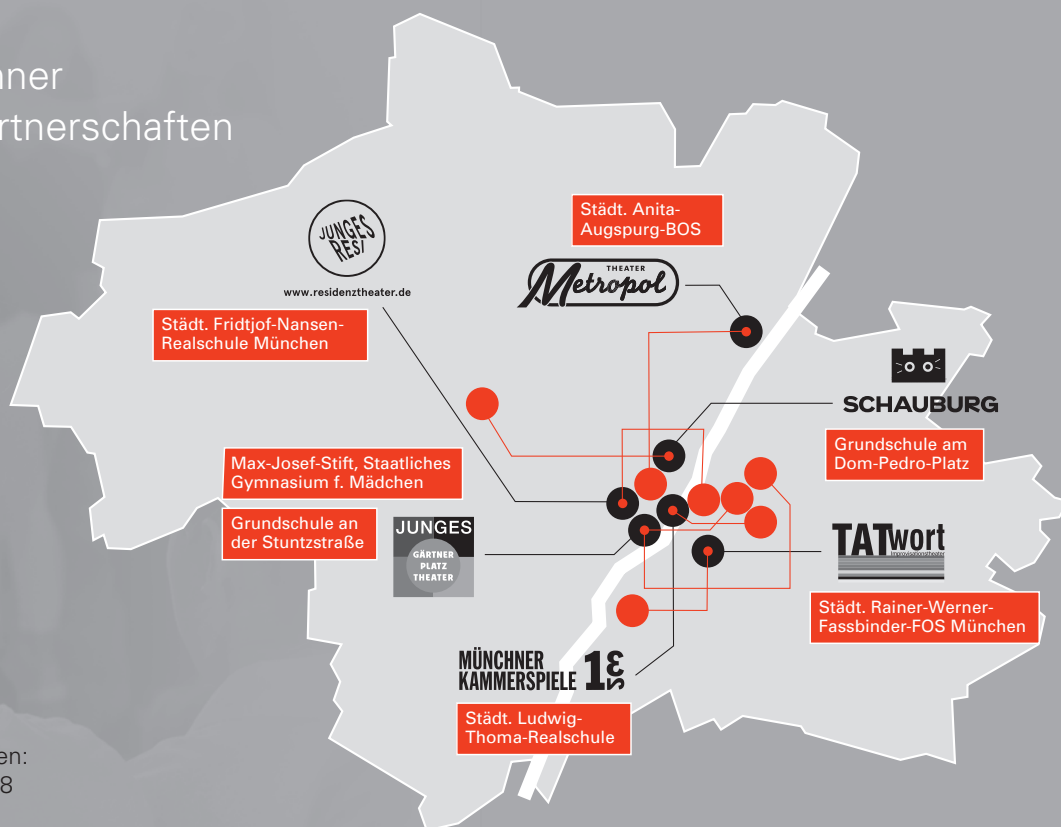 nner
rtnerschaften
JUNGES
RESI
www.residenztheater.de
Städt. Fridtjof-Nansen-
Realschule München
Städt. Anita-
Augspurg-BOS
THEATER
Metropol
SCHAUBURG
Grundschule am
Dom-Pedro-Platz
Max-Josef-Stift, Staatliches
Gymnasium f. Mädchen
Grundschule an
der Stuntzstraße
JUNGES
GÄRTNER
PLATZ
THEATER
TATwort
Improvisationstheater
Städt. Rainer-Werner-
Fassbinder-FOS München
MÜNCHNER
KAMMERSPIELE
Städt. Ludwig-
Thoma-Realschule
en:
8